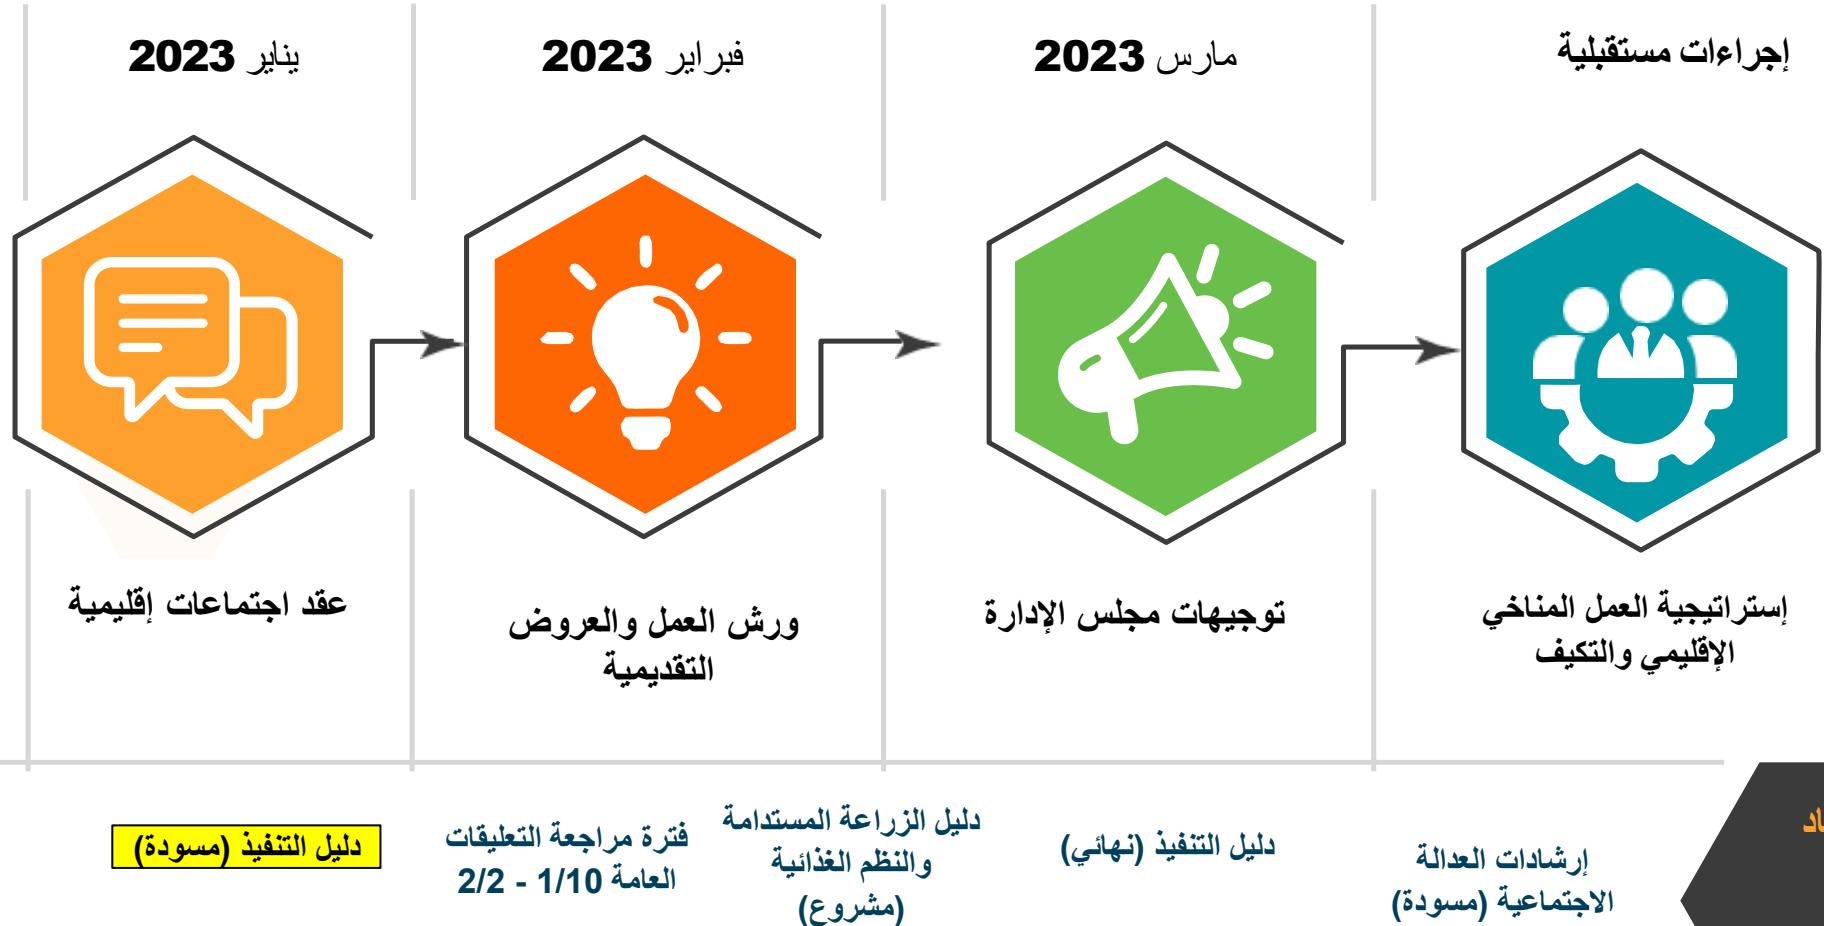 يناير 2023
فبراير 2023
مارس 2023
إجراءات مستقبلية
عقد اجتماعات إقليمية
ورش العمل والعروض
التقديمية
توجيهات مجلس الإدارة
إستراتيجية العمل المناخي
الإقليمي والتكيف
دليل التنفيذ (مسودة)
فترة مراجعة التعليقات
العامة 1/10 - 2/2
دليل الزراعة المستدامة
والنظم الغذائية
(مشروع)
دليل التنفيذ (نهائي)
إرشادات العدالة
الاجتماعية (مسودة)